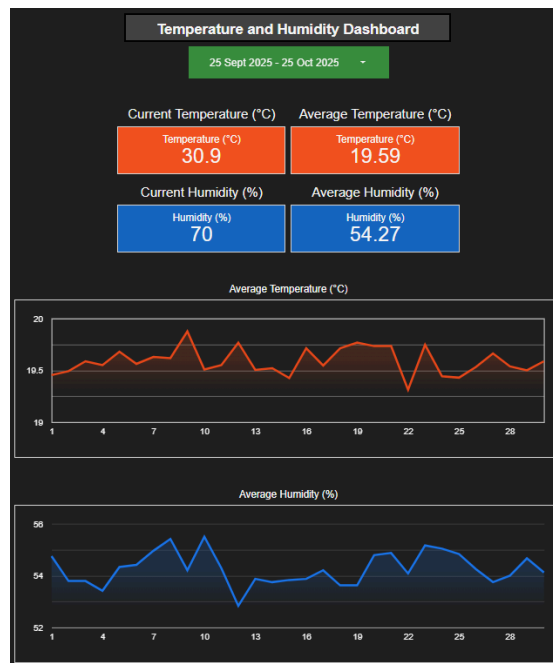 Temperature and Humidity Dashboard
25 Sept 2025 - 25 Oct 2025
Current Temperature (°C) Average Temperature (°C)
Temperature (°C) Temperature (°C)
30.9 19.59
Current Humidity (%) Average Humidity (%)
Humidity (%) Humidity (%)
70 54.27
Average Temperature (°C)
20
19.5
19
1 4 7 10 13 16 19 22 25 28
Average Humidity (%)
56
54
52
1 4 7 10 13 16 19 22 25 28